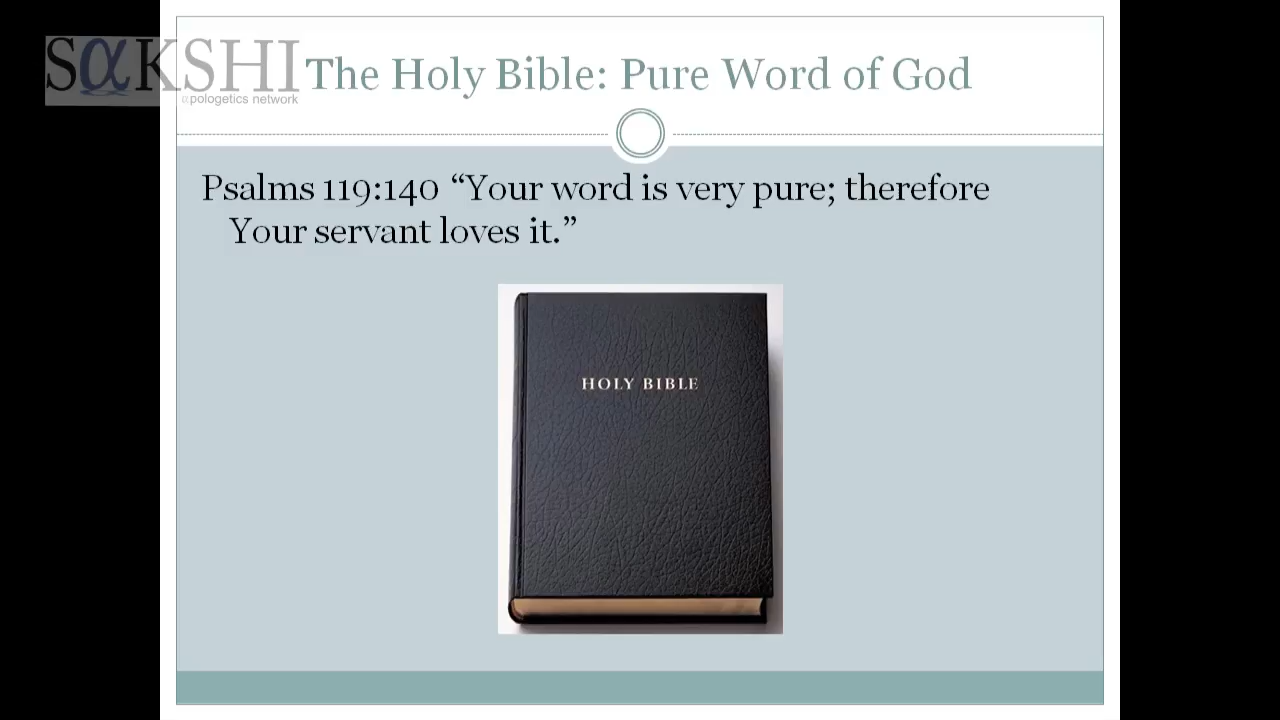 SαKSHI
αpologetics network
The Holy Bible: Pure Word of God
Psalms 119:140 “Your word is very pure; therefore
Your servant loves it.”
HOLY BIBLE